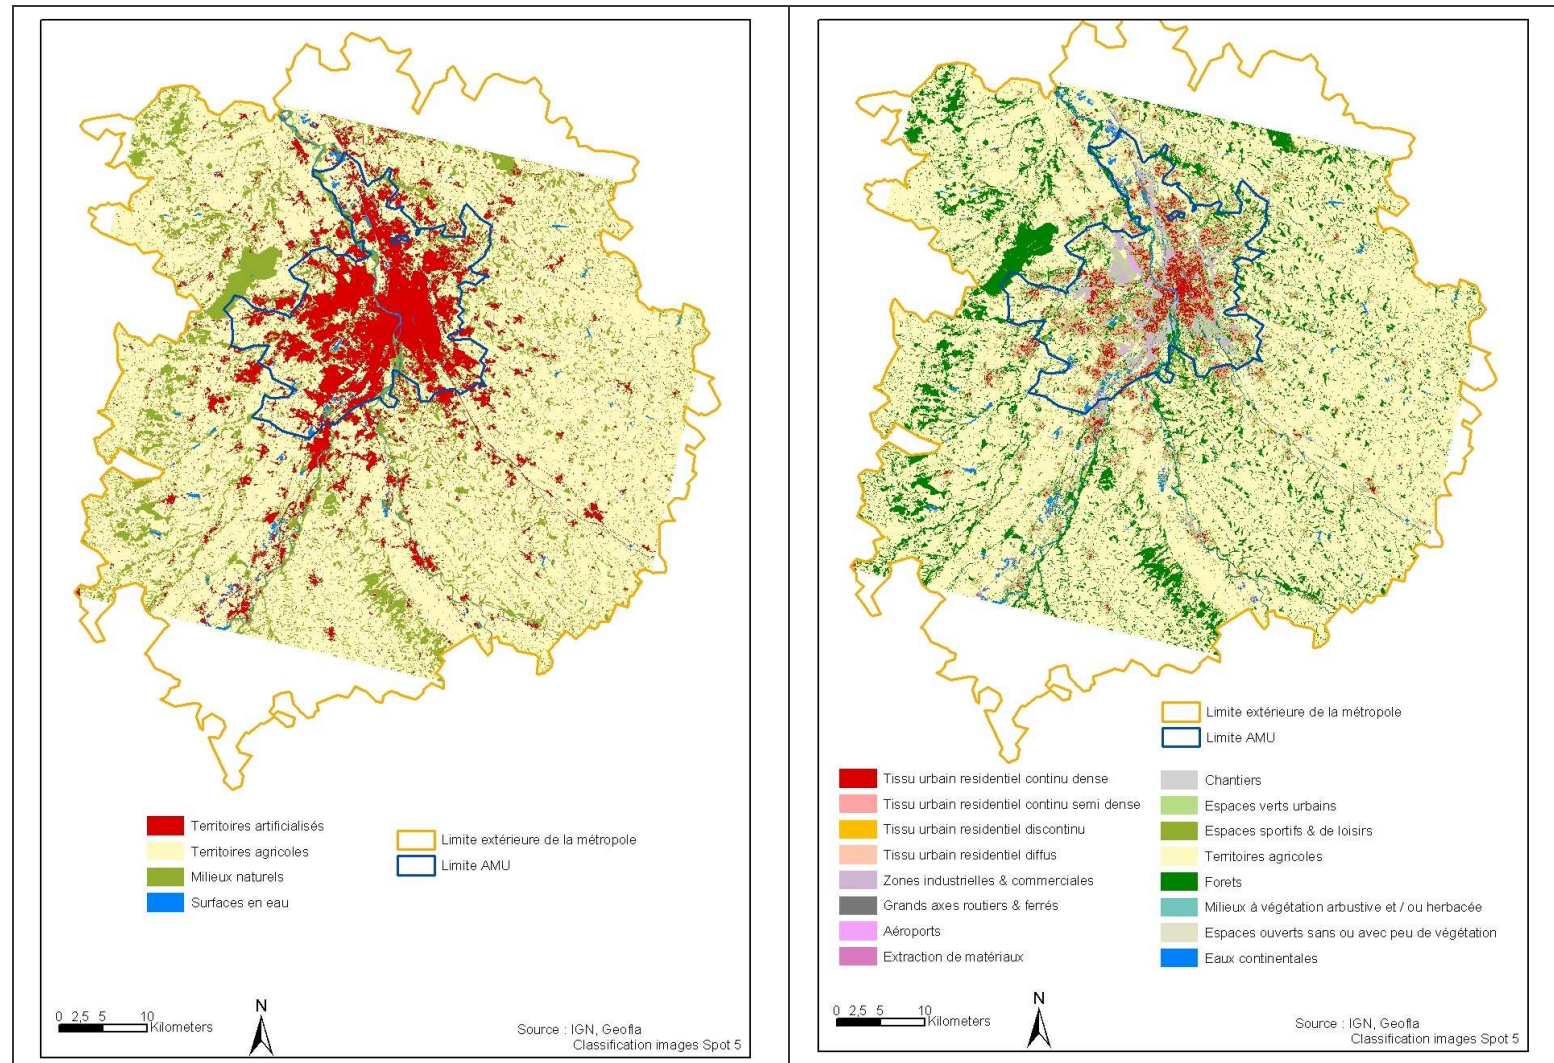 Territoires artificialisés
Territoires agricoles
Milieux naturels
Surfaces en eau
Limite extérieure de la métropole
Limite AMU
0 2,5 5 10
Kilometers
N
Source : IGN, Geofla
Classification images Spot 5
Limite extérieure de la métropole
Limite AMU
Tissu urbain residentiel continu dense
Tissu urbain residentiel continu semi dense
Tissu urbain residentiel discontinu
Tissu urbain residentiel diffus
Zones industrielles & commerciales
Grands axes routiers & ferrés
Aéroports
Extraction de matériaux
Chantiers
Espaces verts urbains
Espaces sportifs & de loisirs
Territoires agricoles
Forets
Milieux à végétation arbustive et / ou herbacée
Espaces ouverts sans ou avec peu de végétation
Eaux continentales
0 2,5 5 10
Kilometers
N
Source : IGN, Geofla
Classification images Spot 5